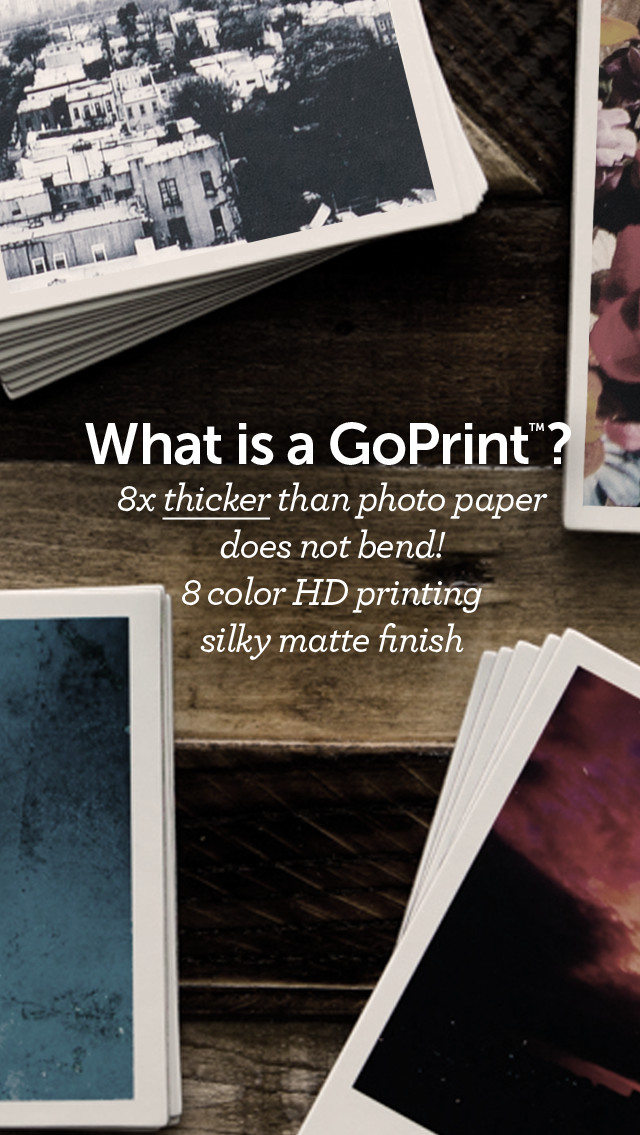 What is a GoPrint™?
8x thicker than photo paper
does not bend!
8 color HD printing
silky matte finish